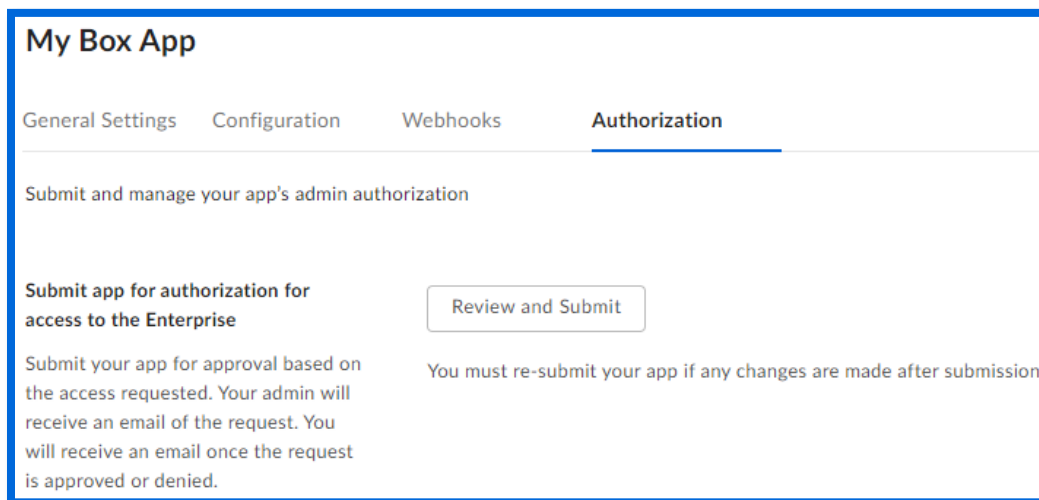 My Box App
General Settings Configuration Webhooks Authorization
Submit and manage your app's admin authorization
Submit app for authorization for
access to the Enterprise
Review and Submit
Submit your app for approval based on
the access requested. Your admin will
receive an email of the request. You
will receive an email once the request
is approved or denied.
You must re-submit your app if any changes are made after submission